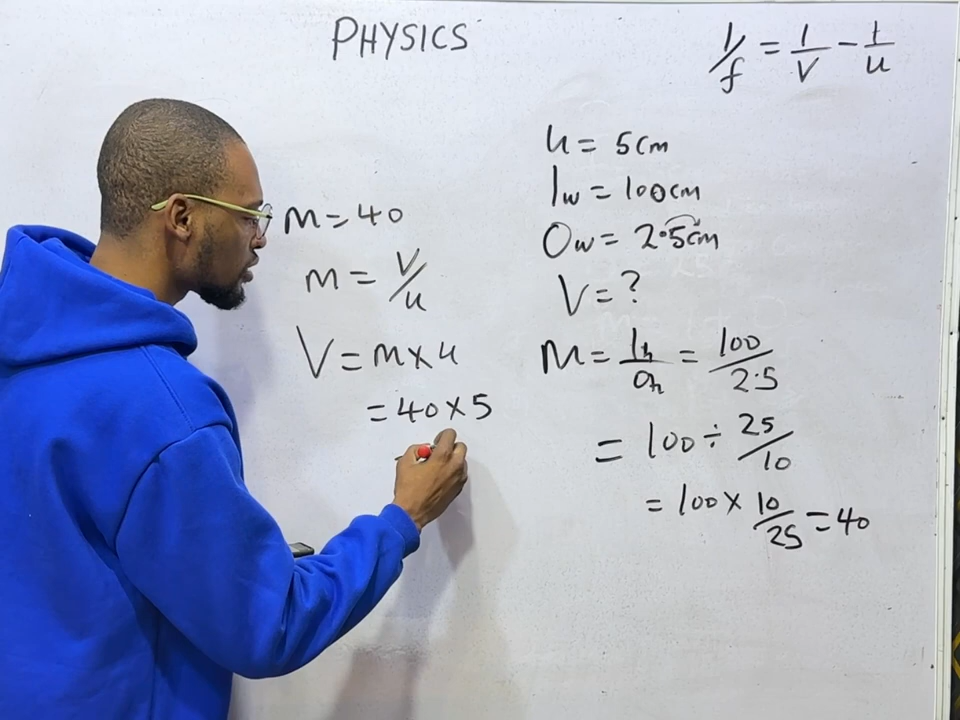 PHYSICS
1/f = 1/v - 1/u
u = 5cm
Iw = 100cm
Ow = 2.5cm
V = ?
M = Ih/Oh = 100/2.5
= 100 ÷ 25/10
= 100 × 10/25 = 40
M = 40
m = v/u
V = m × u
= 40 × 5